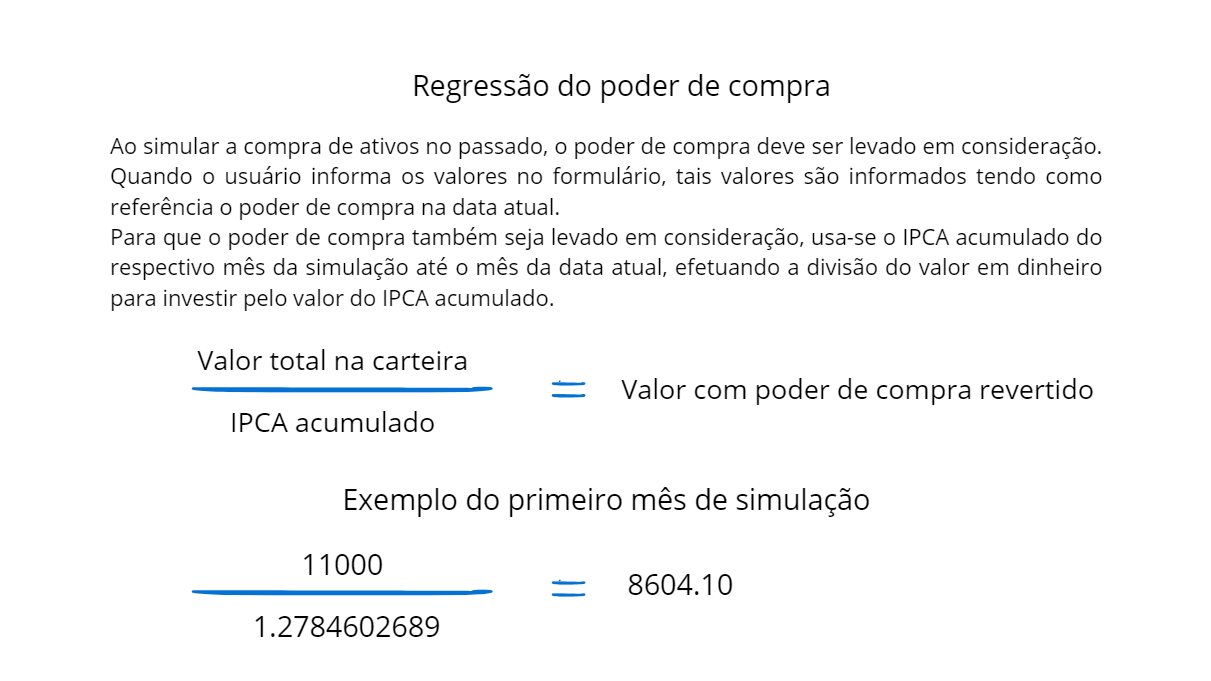 Regressão do poder de compra
Ao simular a compra de ativos no passado, o poder de compra deve ser levado em consideração.
Quando o usuário informa os valores no formulário, tais valores são informados tendo como
referência o poder de compra na data atual.
Para que o poder de compra também seja levado em consideração, usa-se o IPCA acumulado do
respectivo mês da simulação até o mês da data atual, efetuando a divisão do valor em dinheiro
para investir pelo valor do IPCA acumulado.
Valor total na carteira
IPCA acumulado
= Valor com poder de compra revertido
Exemplo do primeiro mês de simulação
11000
1.2784602689
= 8604.10